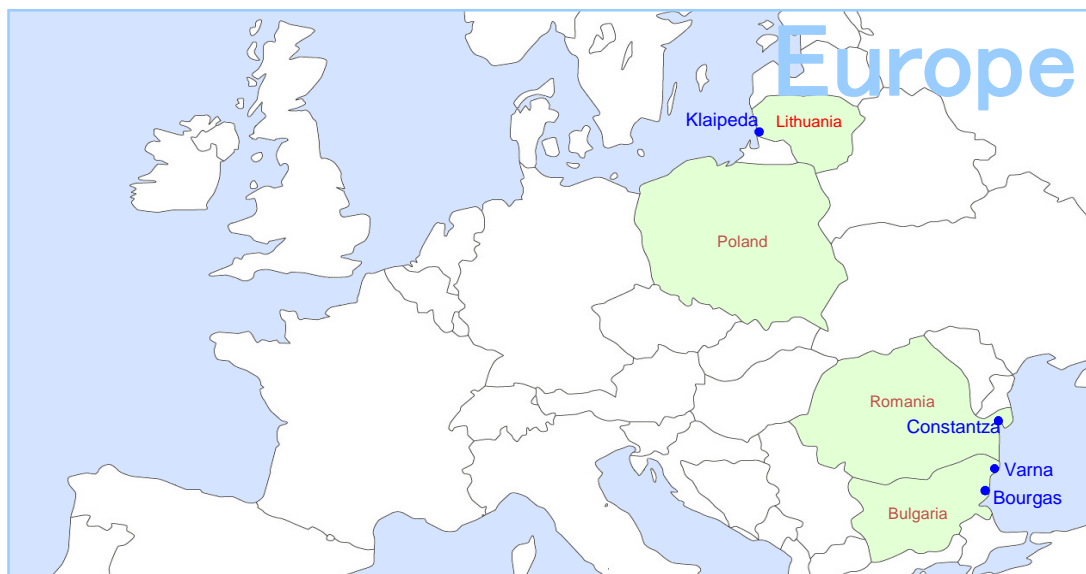 Europe
Klaipeda
Lithuania
Poland
Romania
Constantza
Varna
Bourgas
Bulgaria